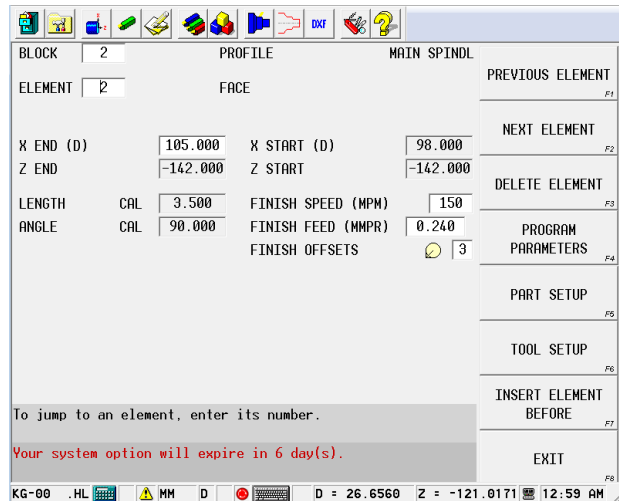 DXF
BLOCK 2 PROFILE MAIN SPINDL
ELEMENT 2 FACE
X END (D) 105.000 X START (D) 98.000
Z END -142.000 Z START -142.000
LENGTH CAL 3.500 FINISH SPEED (MPM) 150
ANGLE CAL 90.000 FINISH FEED (MMPR) 0.240
FINISH OFFSETS 3
PREVIOUS ELEMENT
F1
NEXT ELEMENT
F2
DELETE ELEMENT
F3
PROGRAM
PARAMETERS
F4
PART SETUP
F5
TOOL SETUP
F6
INSERT ELEMENT
BEFORE
F7
EXIT
F8
To jump to an element, enter its number.
Your system option will expire in 6 day(s).
KG-00 .HL MM D D = 26.6560 Z = -121.0171 12:59 AM